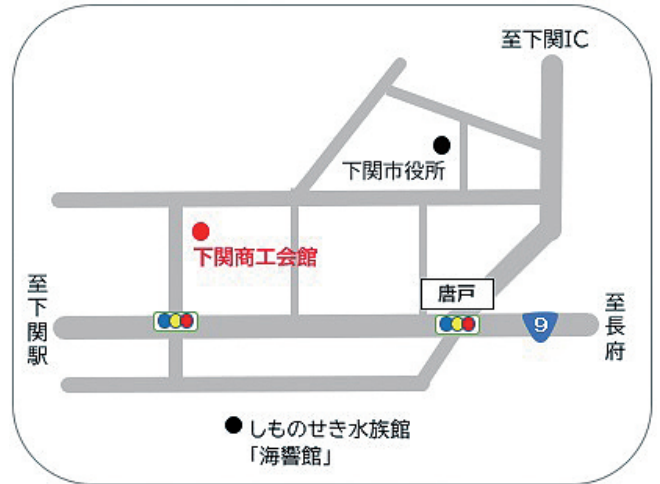 至下関IC
下関市役所
下関商工会館
唐戸
至下関駅
9
至長府
しものせき水族館
「海響館」